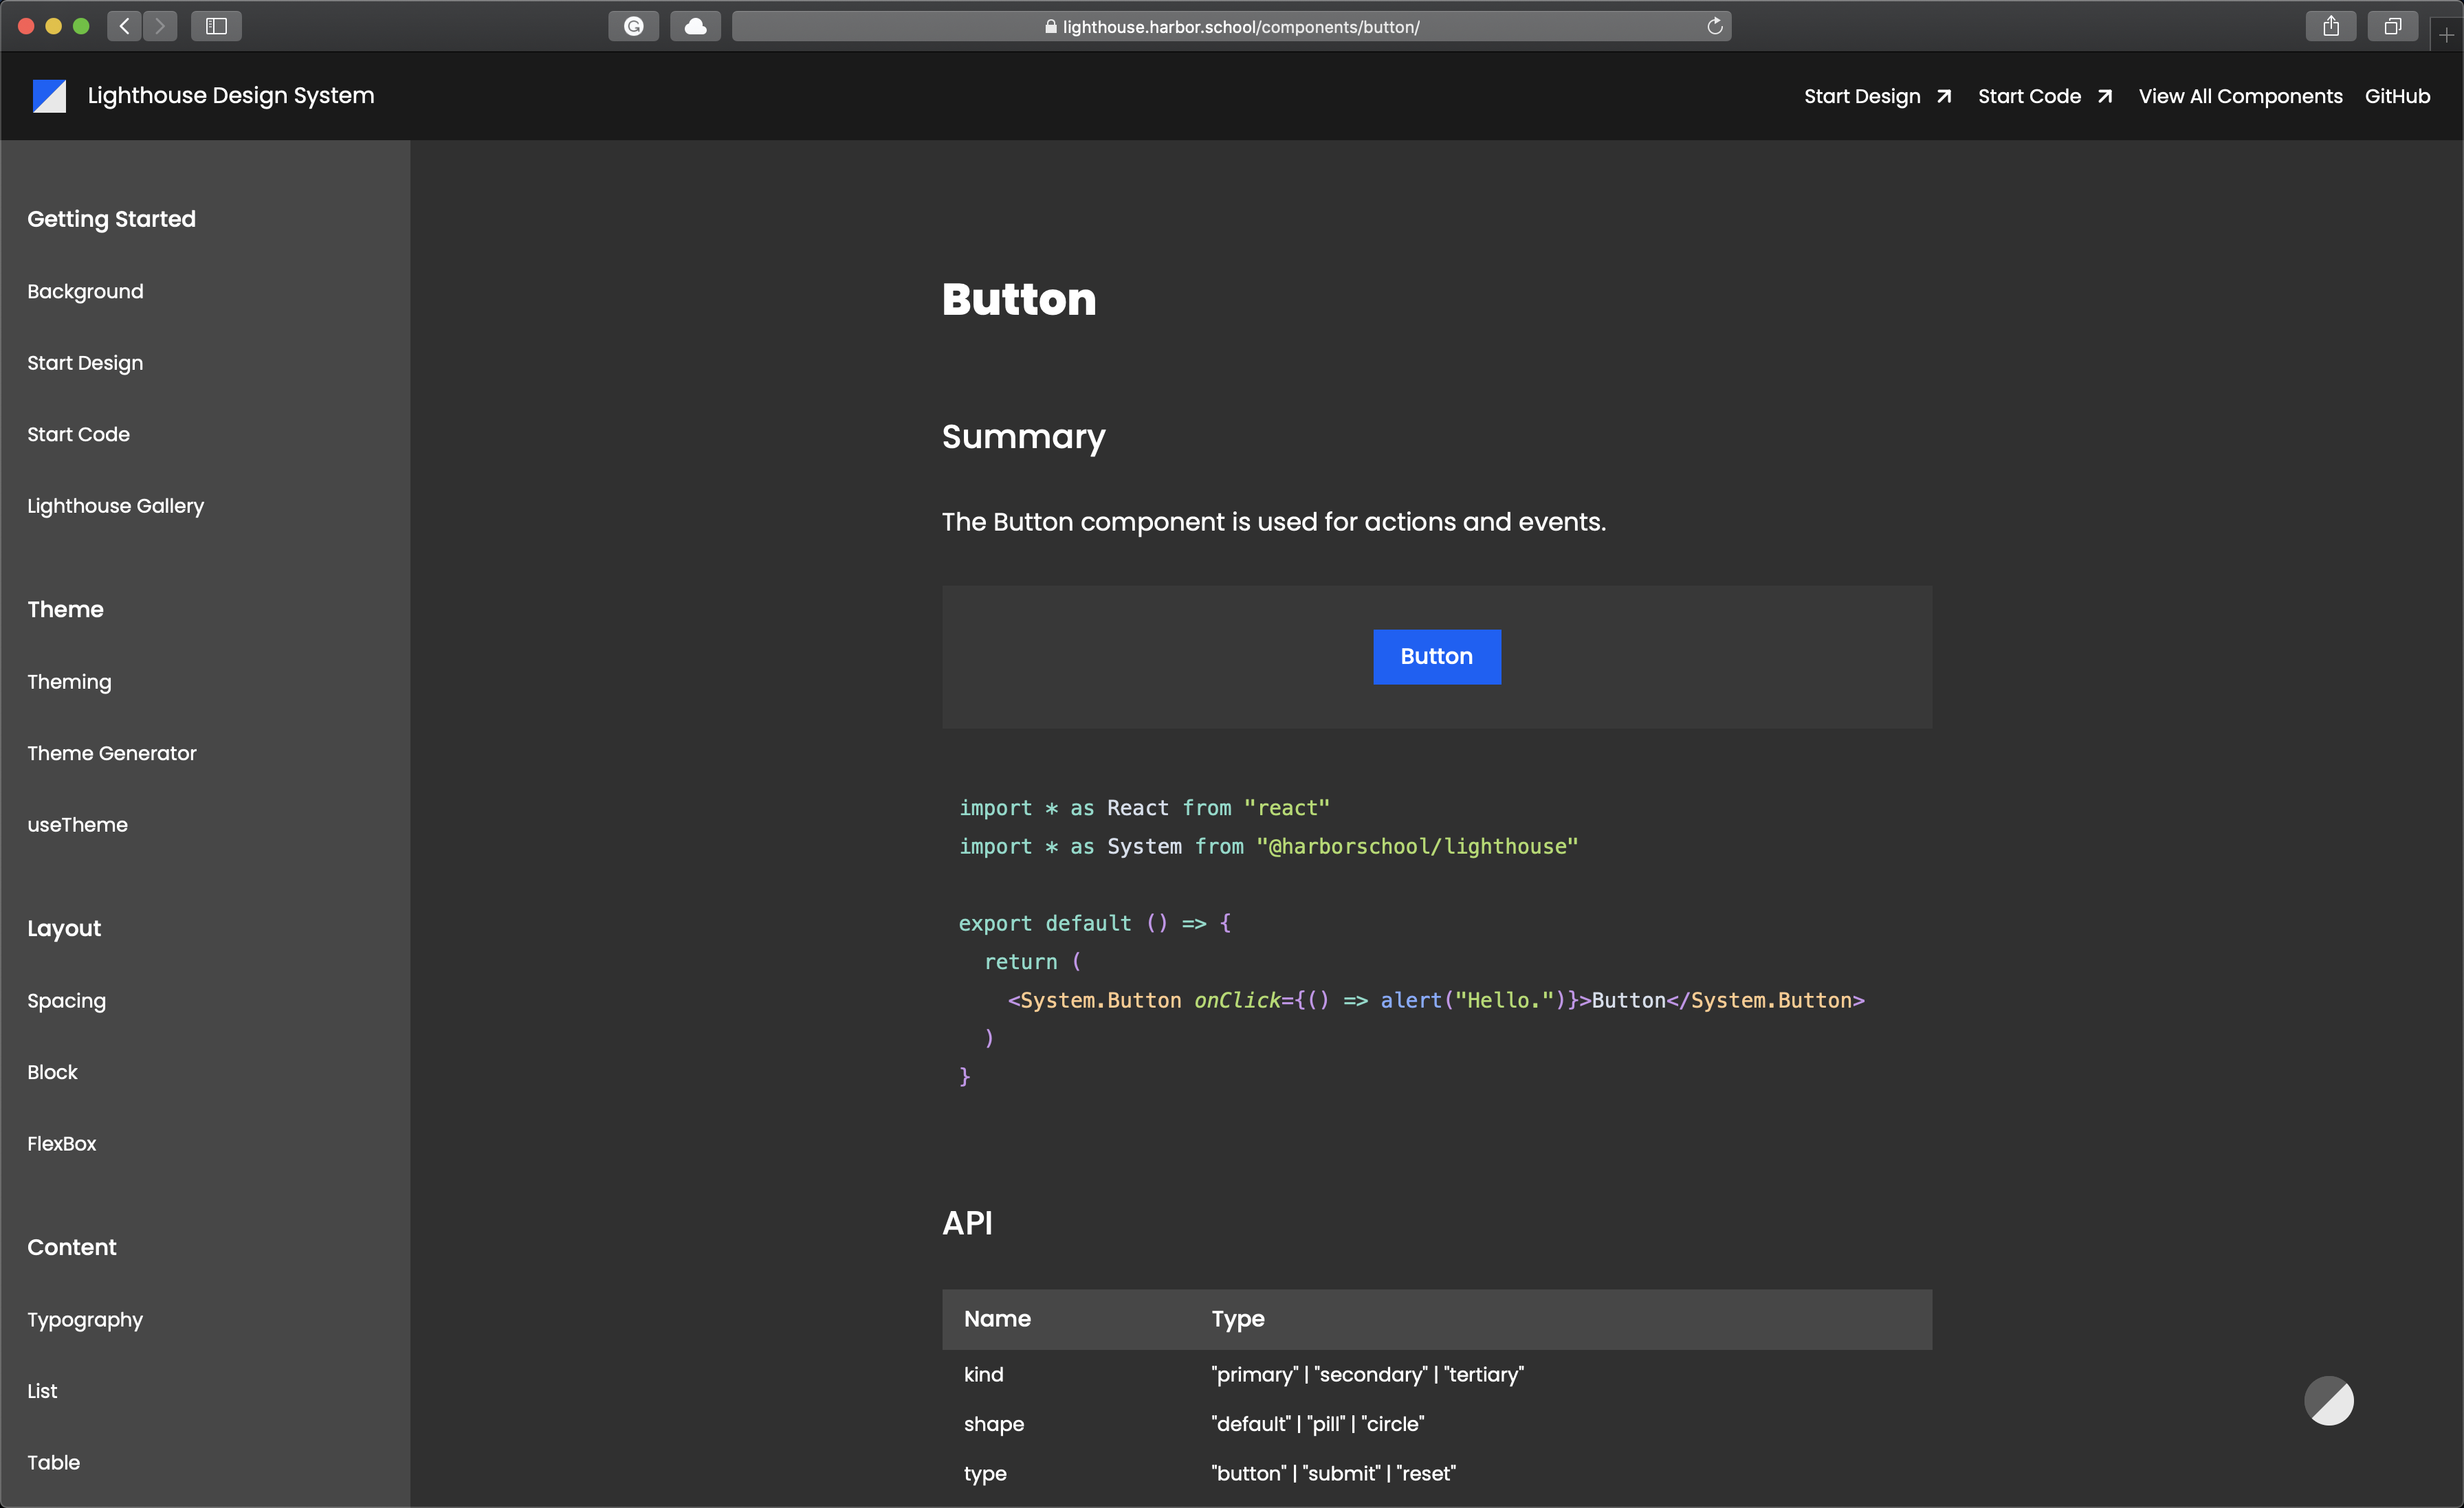 lighthouse.harbor.school/components/button/
Lighthouse Design System
Start Design
Start Code
View All Components
GitHub
Getting Started
Background
Start Design
Start Code
Lighthouse Gallery
Theme
Theming
Theme Generator
useTheme
Layout
Spacing
Block
FlexBox
Content
Typography
List
Table
Button
Summary
The Button component is used for actions and events.
Button
import * as React from "react"
import * as System from "@harborschool/lighthouse"
export default () => {
  return (
    <System.Button onClick={() => alert("Hello.")}>Button</System.Button>
  )
}
API
Name Type
kind "primary" | "secondary" | "tertiary"
shape "default" | "pill" | "circle"
type "button" | "submit" | "reset"